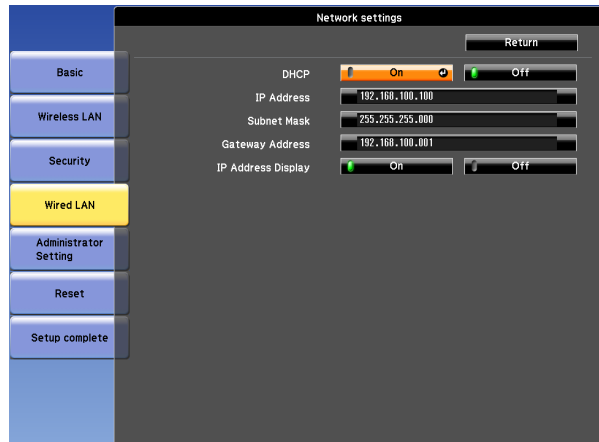 Network settings
Return
Basic
DHCP On Off
IP Address 192.168.100.100
Wireless LAN
Subnet Mask 255.255.255.000
Gateway Address 192.168.100.001
Security
IP Address Display On Off
Wired LAN
Administrator
Setting
Reset
Setup complete